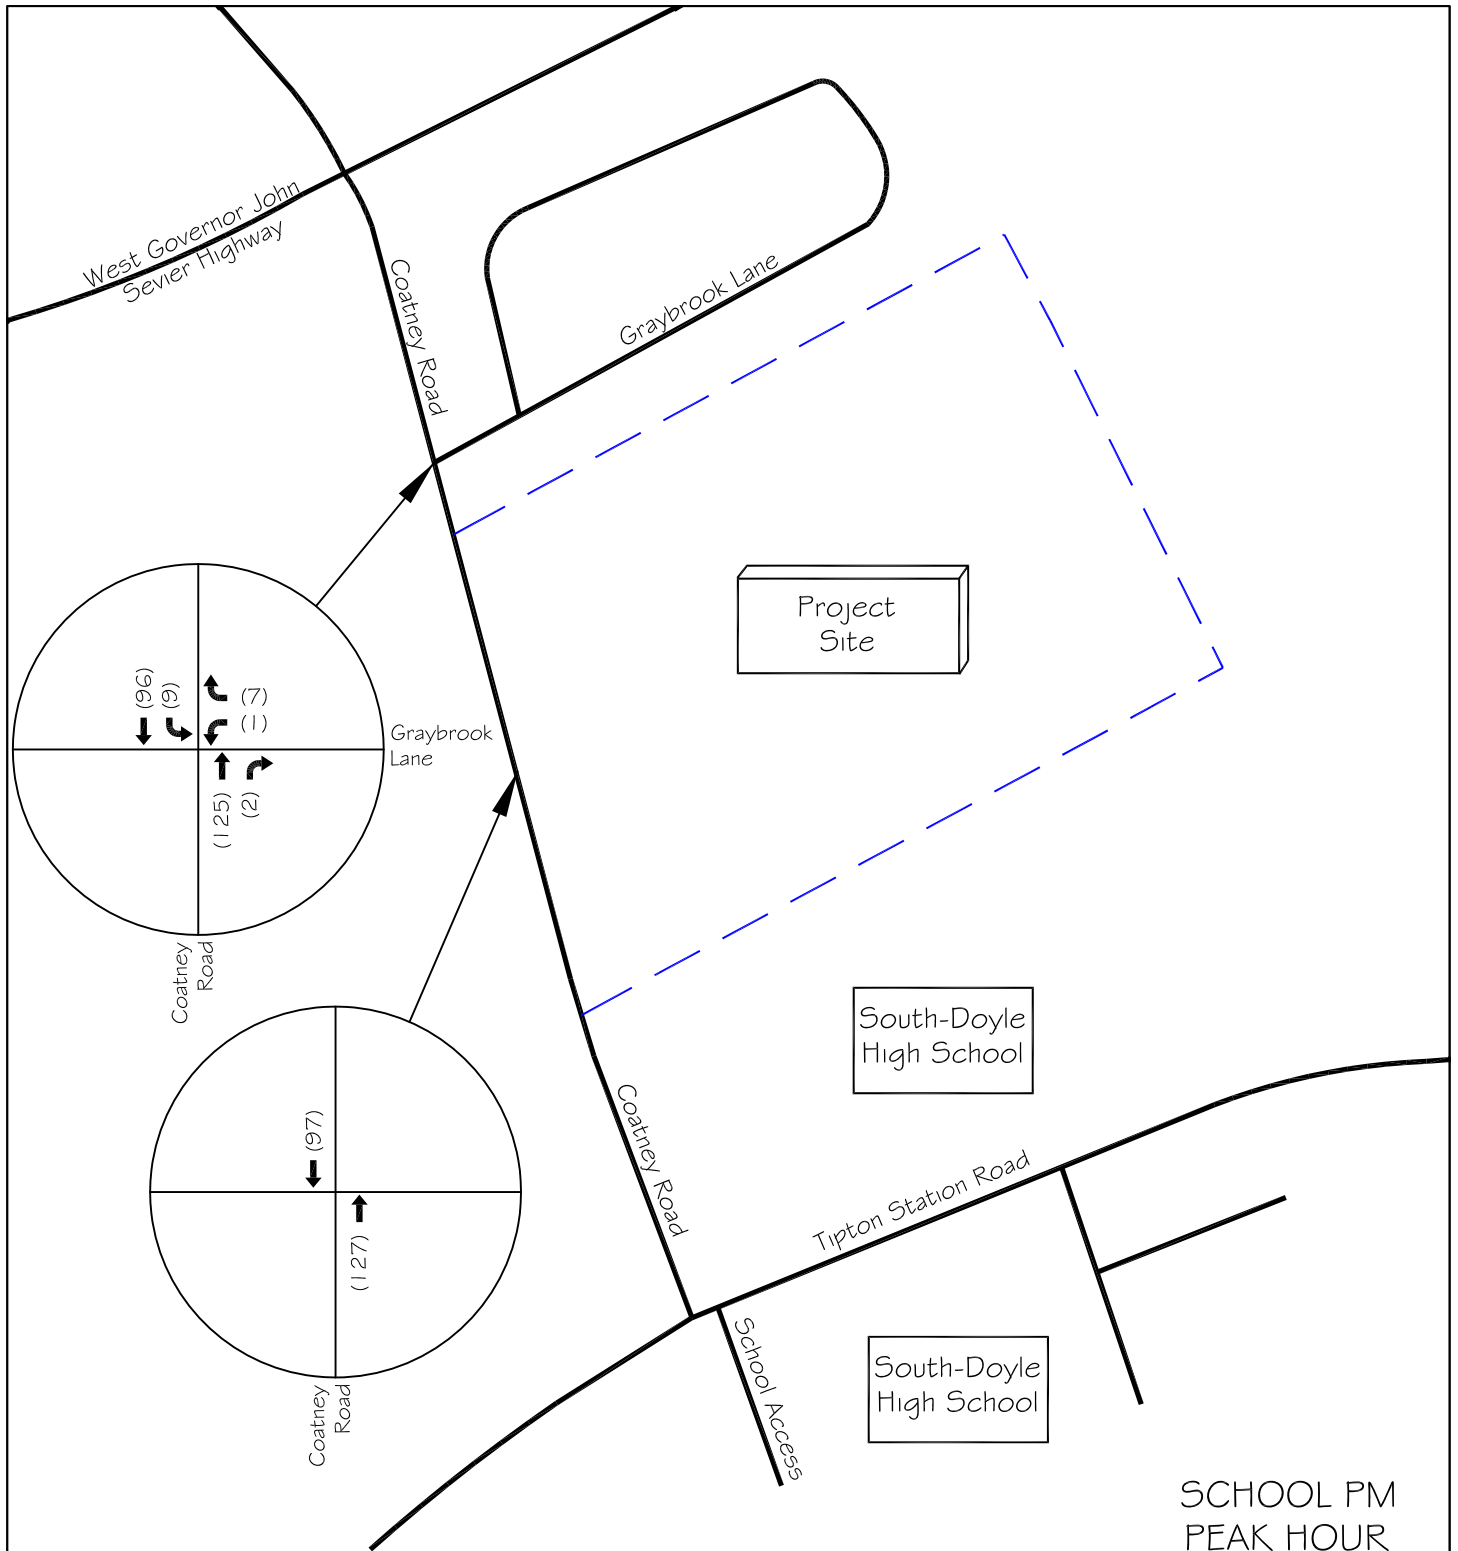 West Governor John
Sevier Highway
Coatney Road
Graybrook Lane
Project
Site
(96)
(9)
(7)
(1)
Graybrook
Lane
(125)
(2)
Coatney
Road
South-Doyle
High School
Coatney Road
(97)
(127)
Tipton Station Road
Coatney
Road
School Access
South-Doyle
High School
SCHOOL PM
PEAK HOUR